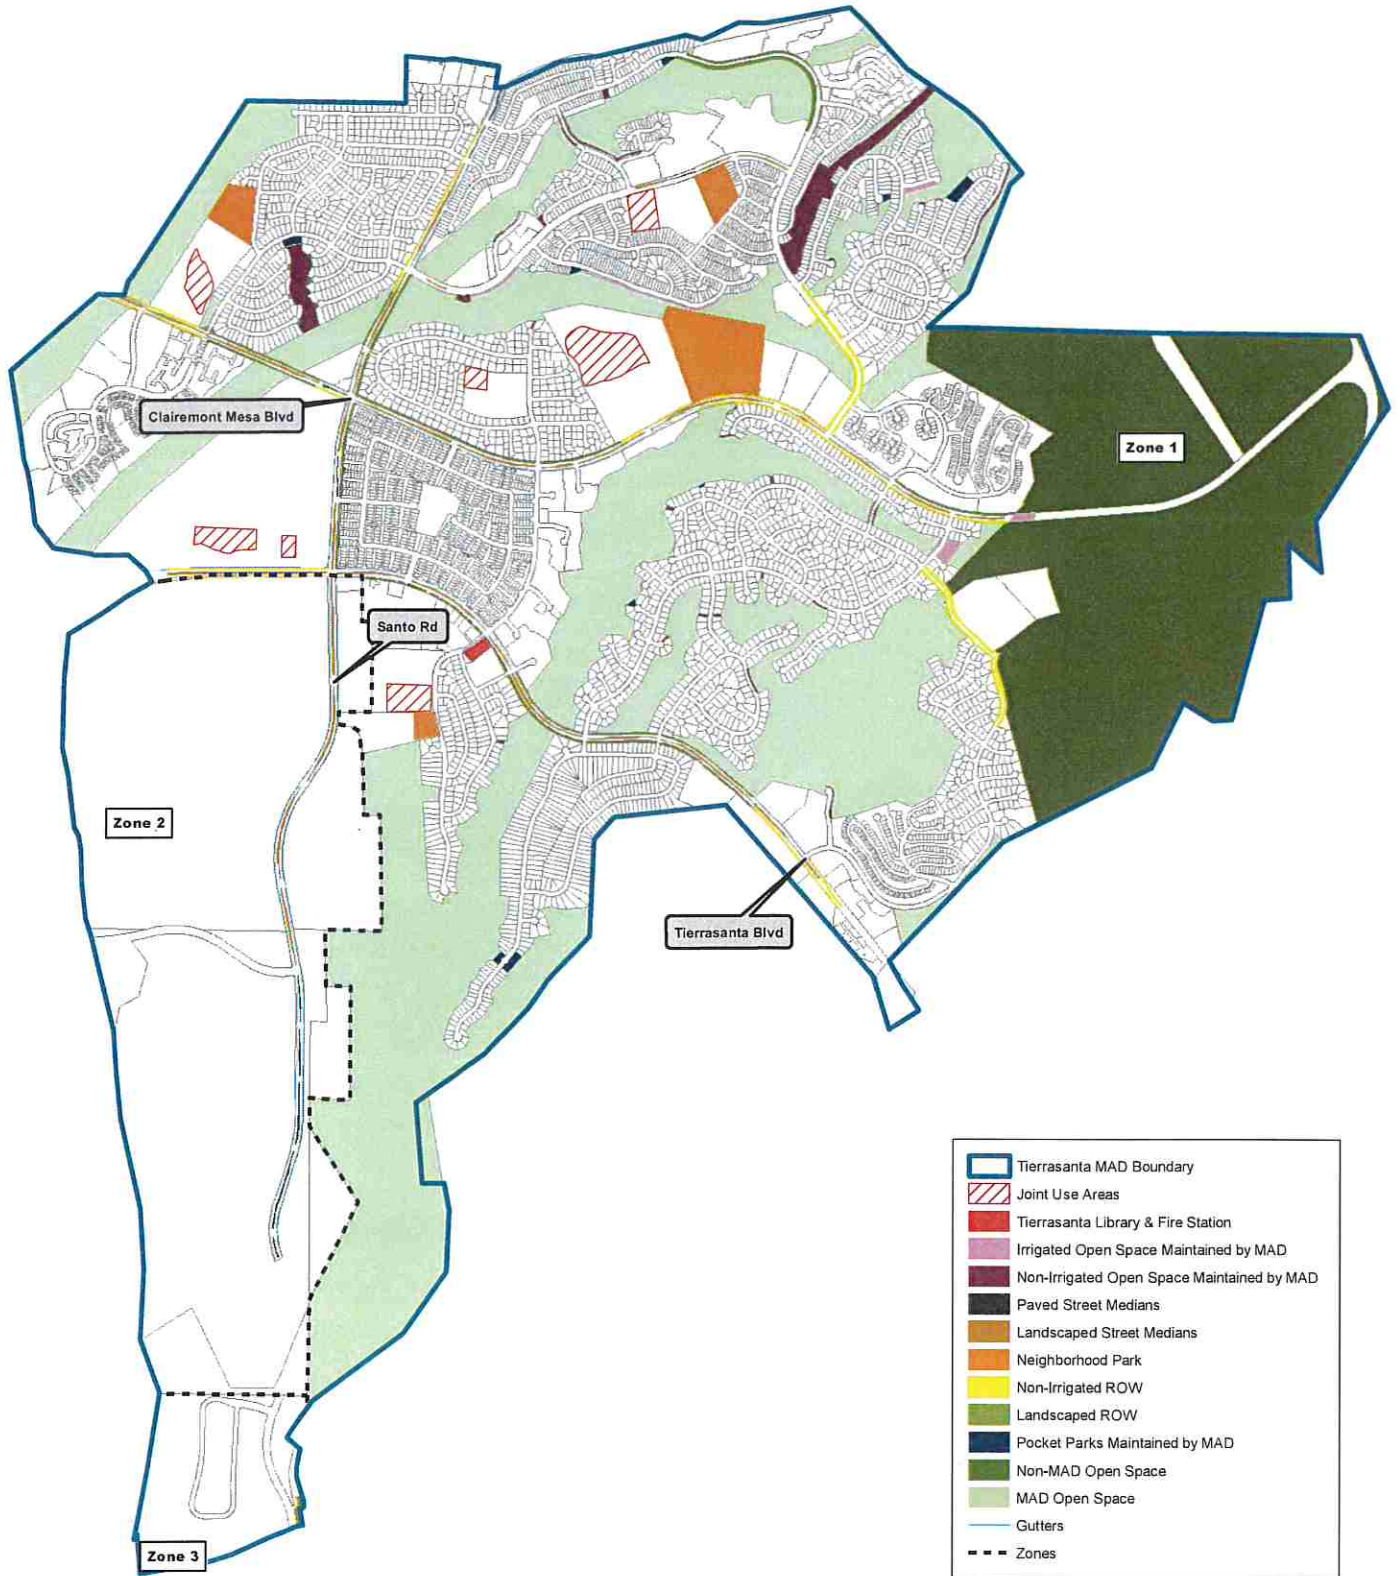 Clairemont Mesa Blvd
Zone 1
Santo Rd
Zone 2
Tierrasanta Blvd
Zone 3
Tierrasanta MAD Boundary
Joint Use Areas
Tierrasanta Library & Fire Station
Irrigated Open Space Maintained by MAD
Non-Irrigated Open Space Maintained by MAD
Paved Street Medians
Landscaped Street Medians
Neighborhood Park
Non-Irrigated ROW
Landscaped ROW
Pocket Parks Maintained by MAD
Non-MAD Open Space
MAD Open Space
Gutters
Zones